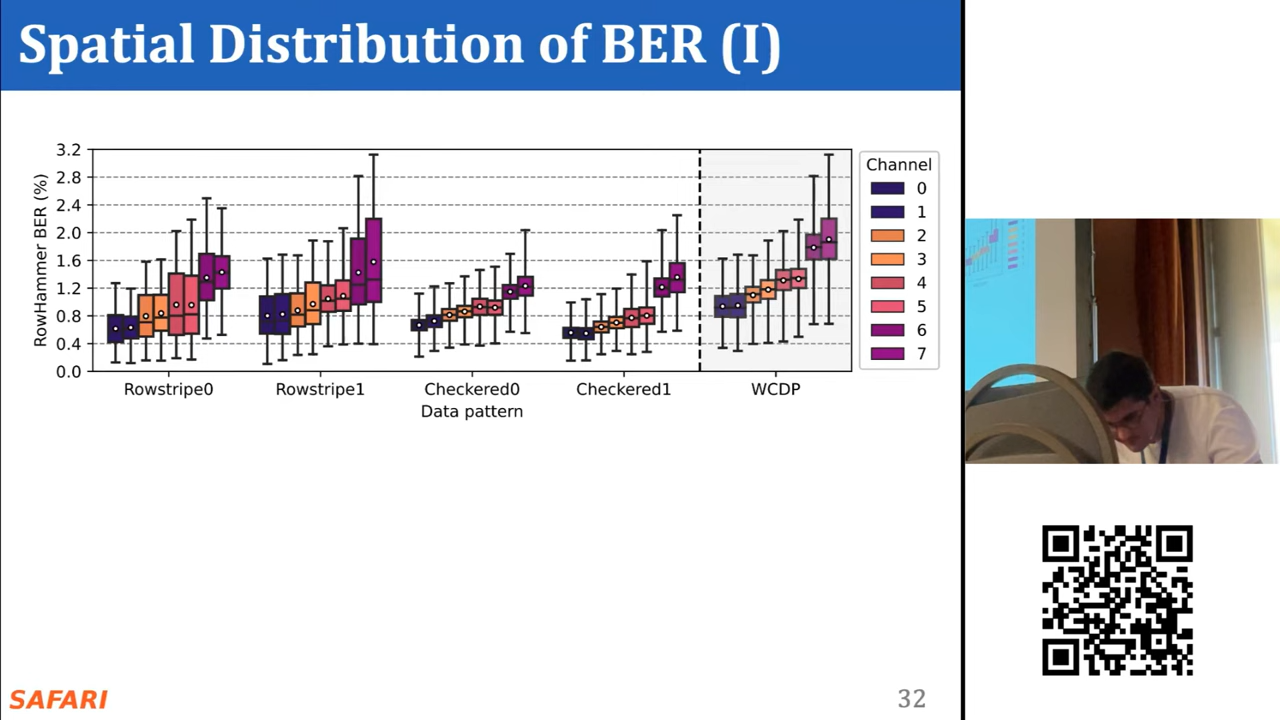 Spatial Distribution of BER (I)
RowHammer BER (%)
3.2
2.8
2.4
2.0
1.6
1.2
0.8
0.4
0.0
Rowstripe0
Rowstripe1
Checkered0
Checkered1
WCDP
Data pattern
Channel
0
1
2
3
4
5
6
7
SAFARI
32